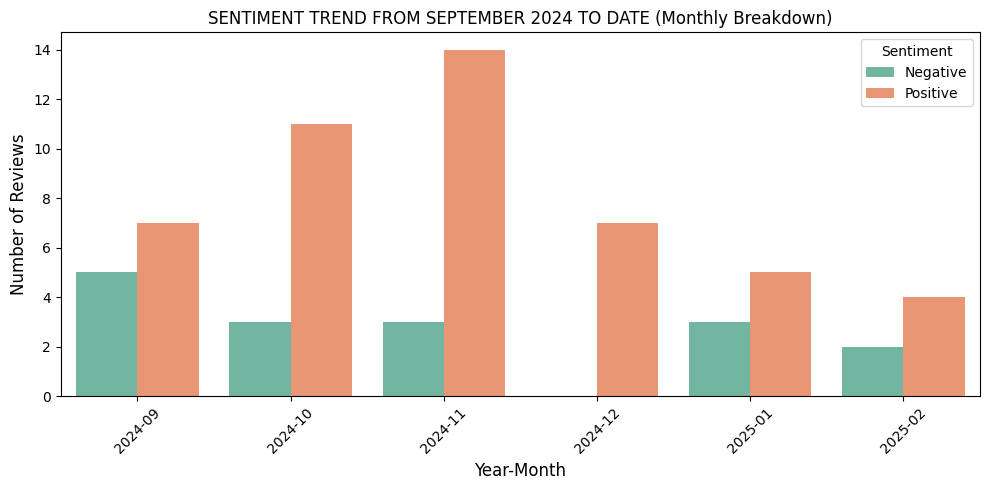 SENTIMENT TREND FROM SEPTEMBER 2024 TO DATE (Monthly Breakdown)
Sentiment
Negative
Positive
Number of Reviews
14
12
10
8
6
4
2
0
2024-09
2024-10
2024-11
2024-12
2025-01
2025-02
Year-Month